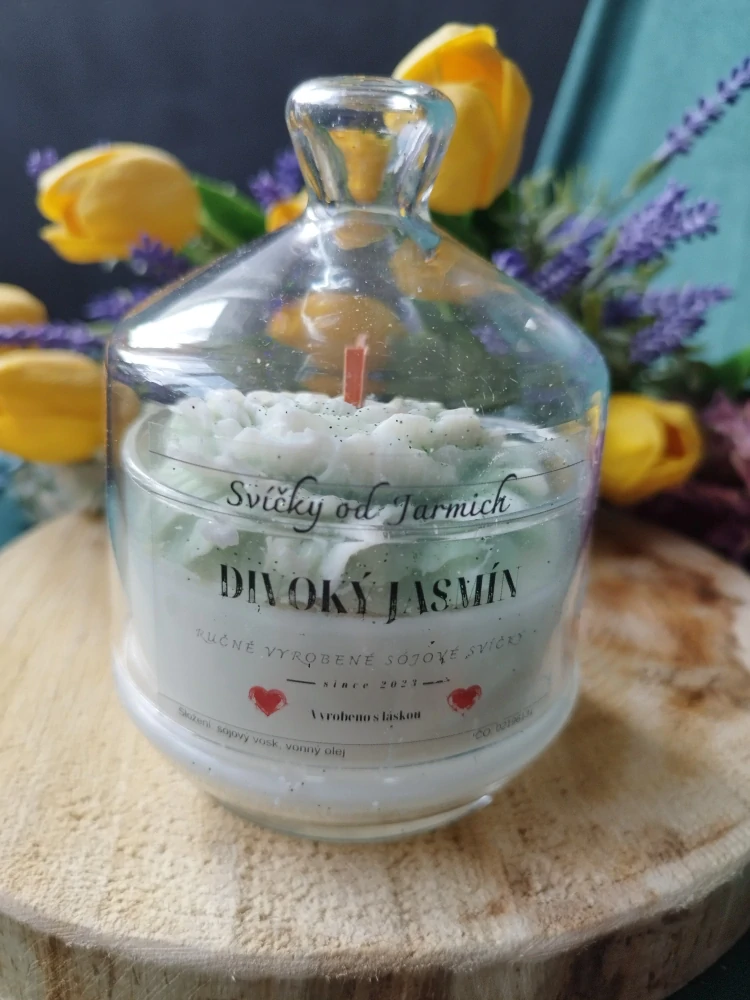 Svíčky od Jarmich
DIVOKÝ JASMÍN
RUČNĚ VYROBENÉ SÓJOVÉ SVÍČKY
since 2023
Vyrobeno s láskou
Složení: sójový vosk, vonný olej